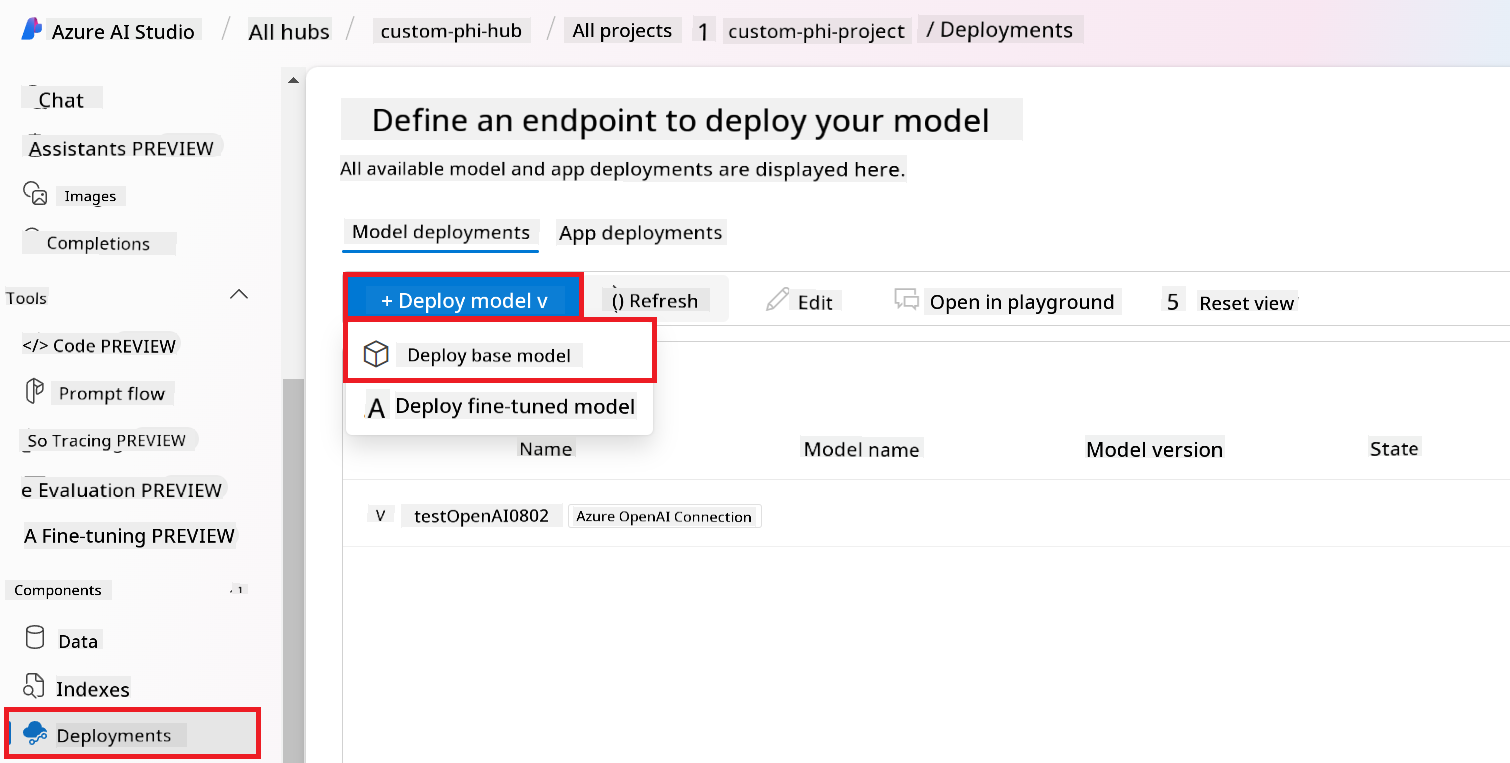 Azure AI Studio / All hubs / custom-phi-hub / All projects 1 custom-phi-project / Deployments
Chat
Assistants PREVIEW
Images
Completions
Tools
</> Code PREVIEW
Prompt flow
So Tracing PREVIEW
e Evaluation PREVIEW
A Fine-tuning PREVIEW
Components 1
Data
Indexes
Deployments
Define an endpoint to deploy your model
All available model and app deployments are displayed here.
Model deployments App deployments
+ Deploy model v () Refresh Edit Open in playground 5 Reset view
Deploy base model
A Deploy fine-tuned model
Name Model name Model version State
V testOpenAI0802 Azure OpenAI Connection